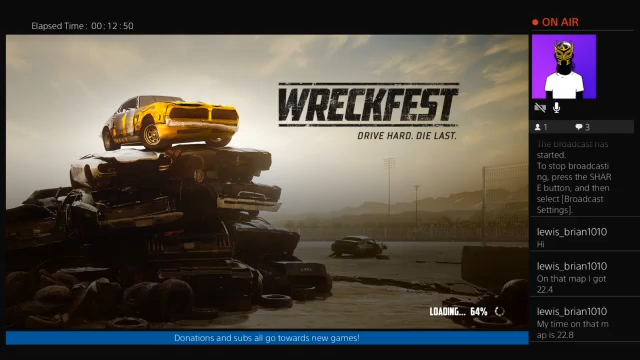 Elapsed Time : 00:12:50
ON AIR
WRECKFEST
DRIVE HARD. DIE LAST.
1
3
The broadcast has
started.
To stop broadcasti
ng, press the SHAR
E button, and then
select [Broadcast
Settings].
lewis_brian1010
Hi
lewis_brian1010
On that map I got
22.4
lewis_brian1010
My time on that m
ap is 22.8
LOADING... 64%
Donations and subs all go towards new games!